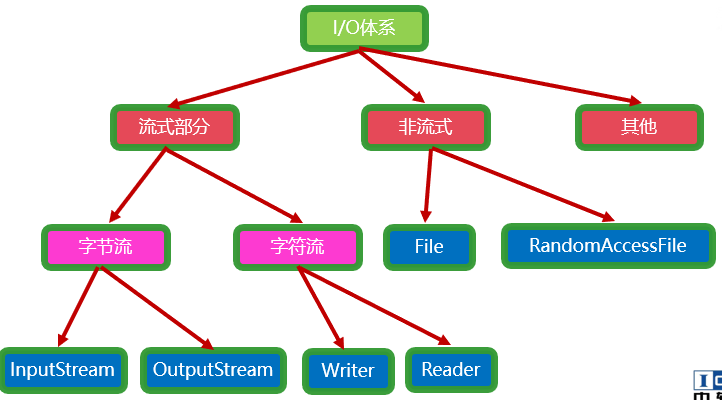 I/O体系
流式部分
非流式
其他
字节流
字符流
File
RandomAccessFile
InputStream
OutputStream
Writer
Reader